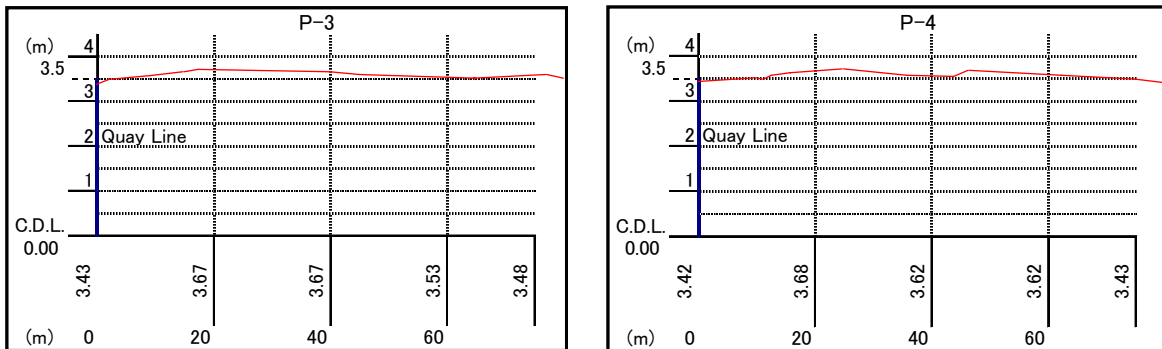 P-3
(m)
4
3.5
3
2 Quay Line
1
C.D.L.
0.00
3.43 3.67 3.67 3.53 3.48
(m) 0 20 40 60
P-4
(m)
4
3.5
3
2 Quay Line
1
C.D.L.
0.00
3.42 3.68 3.62 3.62 3.43
(m) 0 20 40 60